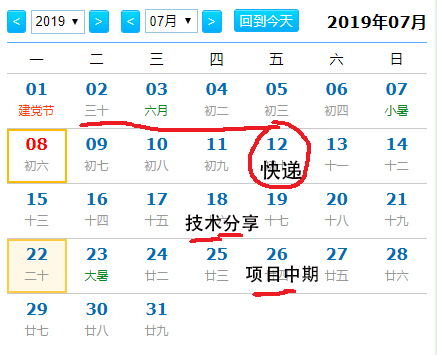 < 2019 > < 07月 > 回到今天 2019年07月
一 二 三 四 五 六 日
01 02 03 04 05 06 07
建党节 三十 六月 初二 初三 初四 小暑
08 09 10 11 12 13 14
初六 初七 初八 初九 快递 十一 十二
15 16 17 18 19 20 21
十三 十四 十五 技术分享 十七 十八 十九
22 23 24 25 26 27 28
二十 大暑 廿二 廿三 项目中期 廿五 廿六
29 30 31
廿七 廿八 廿九